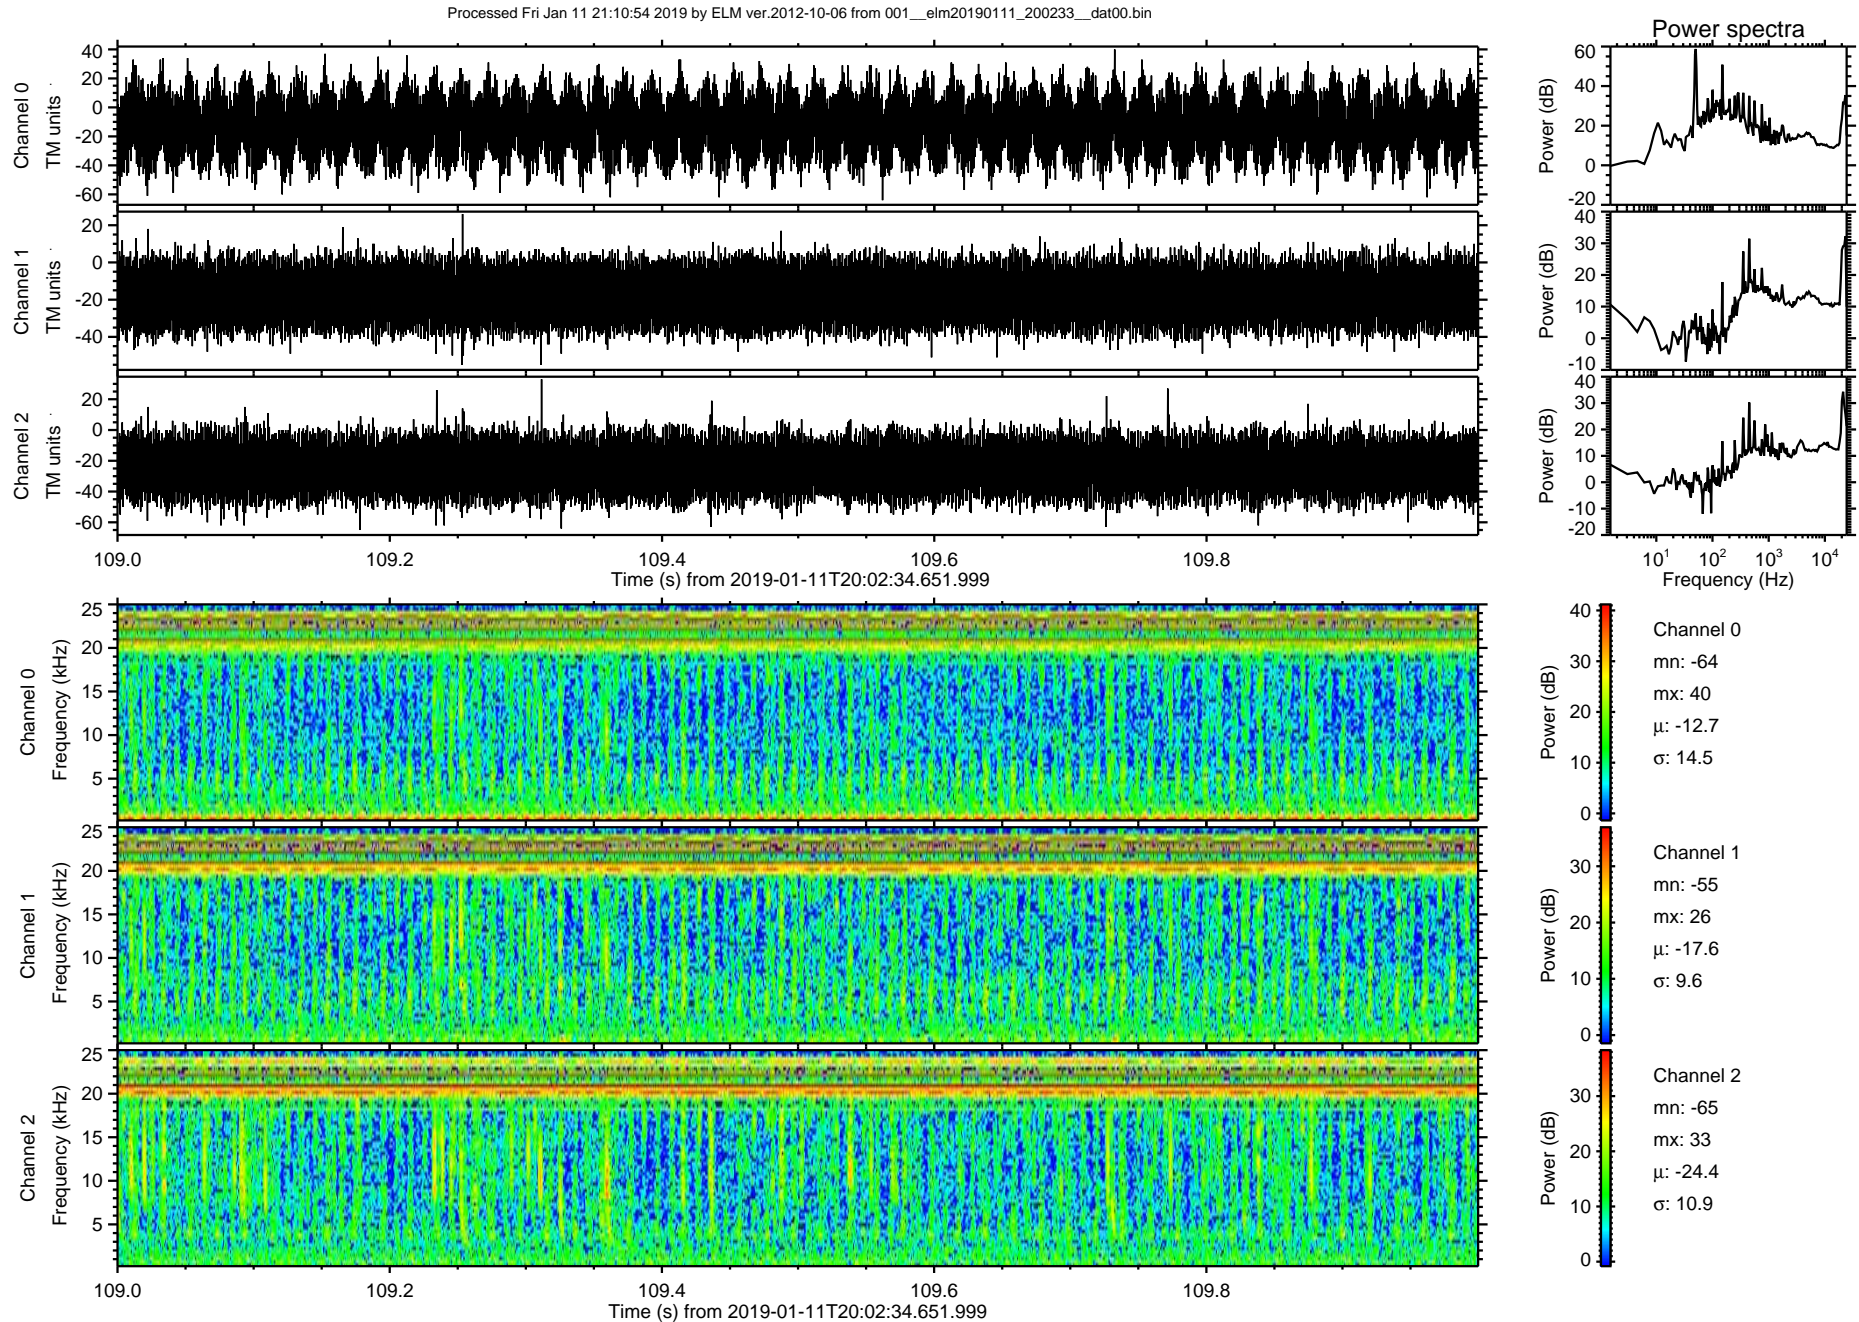 Processed Fri Jan 11 21:10:54 2019 by ELM ver.2012-10-06 from 001__elm20190111_200233__dat00.bin
Power spectra
Channel 0
TM units
40
20
0
-20
-40
-60
Power (dB)
60
40
20
0
-20
Channel 1
TM units
20
0
-20
-40
Power (dB)
40
30
20
10
0
-10
Channel 2
TM units
20
0
-20
-40
-60
Power (dB)
40
30
20
10
0
-10
-20
109.0 109.2 109.4 109.6 109.8
Time (s) from 2019-01-11T20:02:34.651.999
10¹ 10² 10³ 10⁴
Frequency (Hz)
Channel 0
Frequency (kHz)
25
20
15
10
5
Power (dB)
40
30
20
10
0
Channel 0
mn: -64
mx: 40
μ: -12.7
σ: 14.5
Channel 1
Frequency (kHz)
25
20
15
10
5
Power (dB)
30
20
10
0
Channel 1
mn: -55
mx: 26
μ: -17.6
σ: 9.6
Channel 2
Frequency (kHz)
25
20
15
10
5
Power (dB)
30
20
10
0
Channel 2
mn: -65
mx: 33
μ: -24.4
σ: 10.9
109.0 109.2 109.4 109.6 109.8
Time (s) from 2019-01-11T20:02:34.651.999